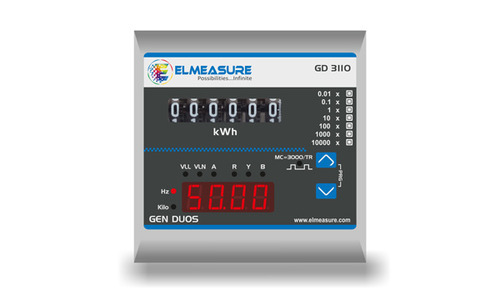 ELMEASURE
Possibilities...Infinite
GD 3110
0.01 x
0.1 x
1 x
10 x
100 x
1000 x
10000 x
0 0 0 0 0 0
kWh
MC=3000/TR
PRG
VLL VLN A R Y B
Hz
Kilo
50.00
GEN DUOS
www.elmeasure.com